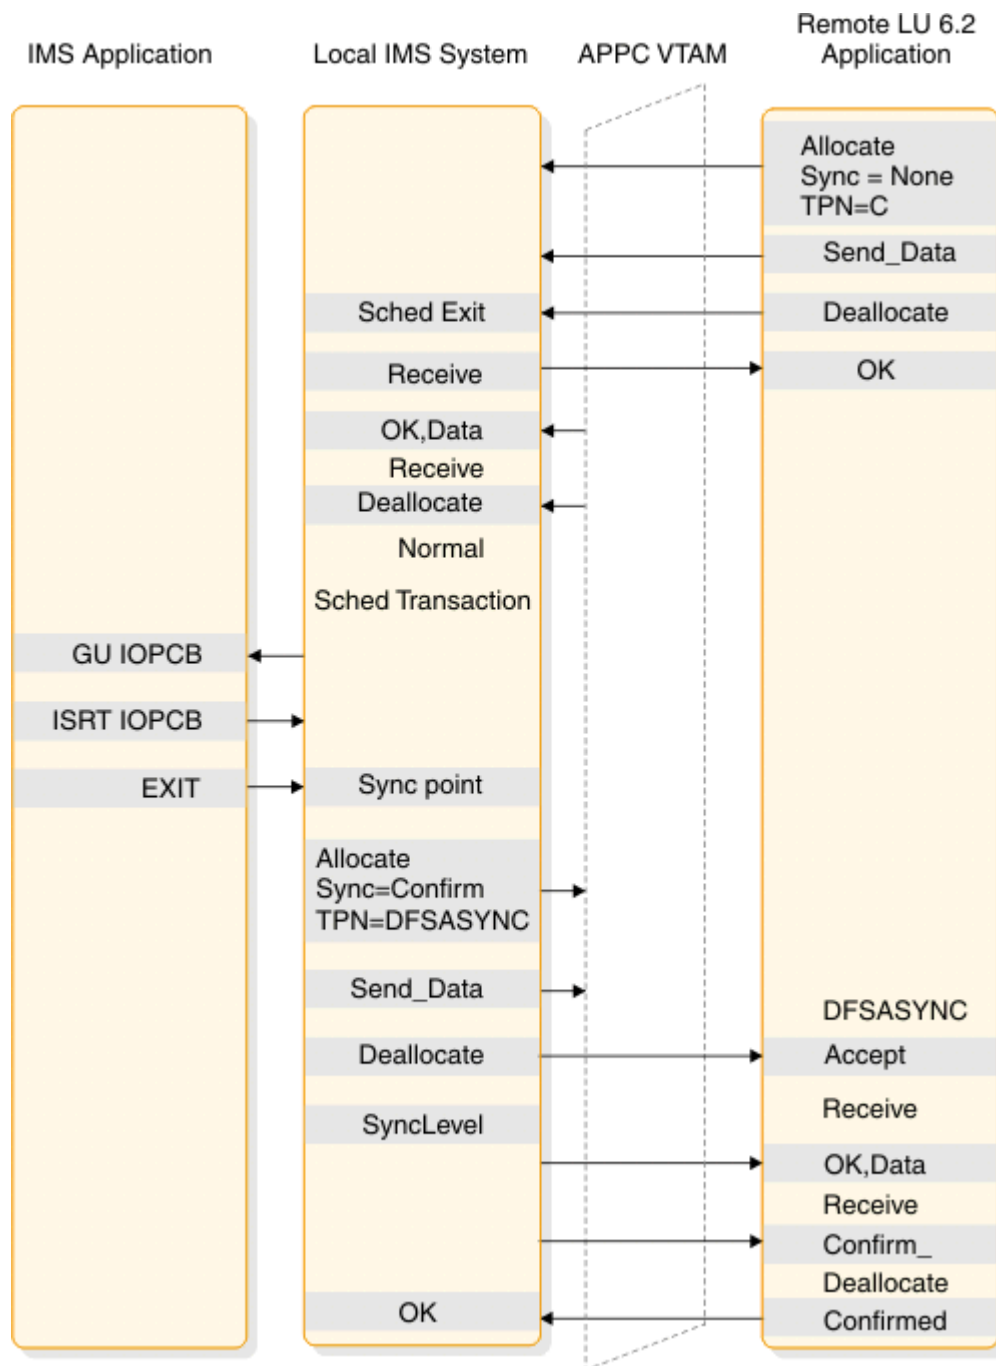 Remote LU 6.2
IMS Application
Local IMS System
APPC VTAM
Application
Allocate
Sync = None
TPN=C
Send_Data
Sched Exit
Deallocate
Receive
OK
OK,Data
Receive
Deallocate
Normal
Sched Transaction
GU IOPCB
ISRT IOPCB
EXIT
Sync point
Allocate
Sync=Confirm
TPN=DFSASYNC
Send_Data
DFSASYNC
Deallocate
Accept
Receive
SyncLevel
OK,Data
Receive
Confirm_
Deallocate
OK
Confirmed